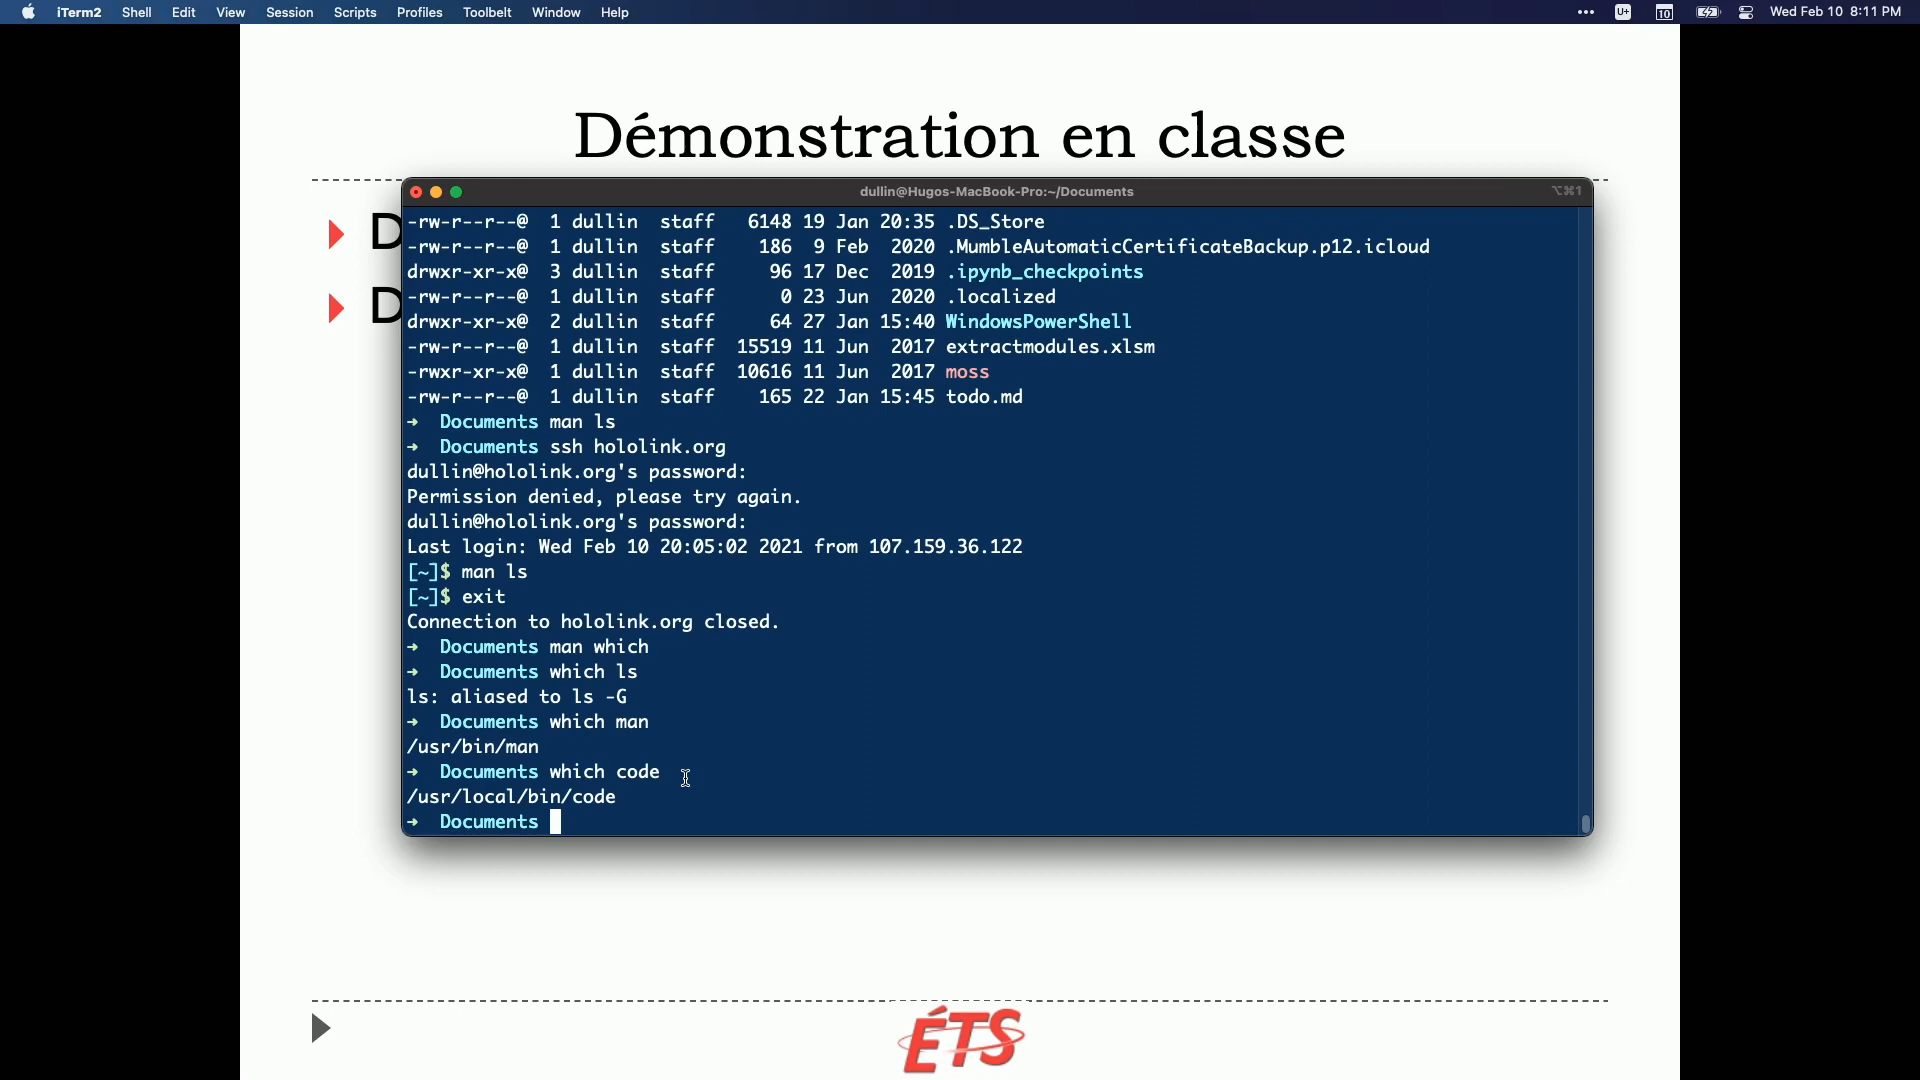 iTerm2 Shell Edit View Session Scripts Profiles Toolbelt Window Help U+ 10 Wed Feb 10 8:11 PM
Démonstration en classe
dullin@Hugos-MacBook-Pro:~/Documents ⌥⌘1
D
D
-rw-r--r--@ 1 dullin staff 6148 19 Jan 20:35 .DS_Store
-rw-r--r--@ 1 dullin staff 186 9 Feb 2020 .MumbleAutomaticCertificateBackup.p12.icloud
drwxr-xr-x@ 3 dullin staff 96 17 Dec 2019 .ipynb_checkpoints
-rw-r--r--@ 1 dullin staff 0 23 Jun 2020 .localized
drwxr-xr-x@ 2 dullin staff 64 27 Jan 15:40 WindowsPowerShell
-rw-r--r--@ 1 dullin staff 15519 11 Jun 2017 extractmodules.xlsm
-rwxr-xr-x@ 1 dullin staff 10616 11 Jun 2017 moss
-rw-r--r--@ 1 dullin staff 165 22 Jan 15:45 todo.md
→ Documents man ls
→ Documents ssh hololink.org
dullin@hololink.org's password:
Permission denied, please try again.
dullin@hololink.org's password:
Last login: Wed Feb 10 20:05:02 2021 from 107.159.36.122
[~]$ man ls
[~]$ exit
Connection to hololink.org closed.
→ Documents man which
→ Documents which ls
ls: aliased to ls -G
→ Documents which man
/usr/bin/man
→ Documents which code
/usr/local/bin/code
→ Documents
ÉTS